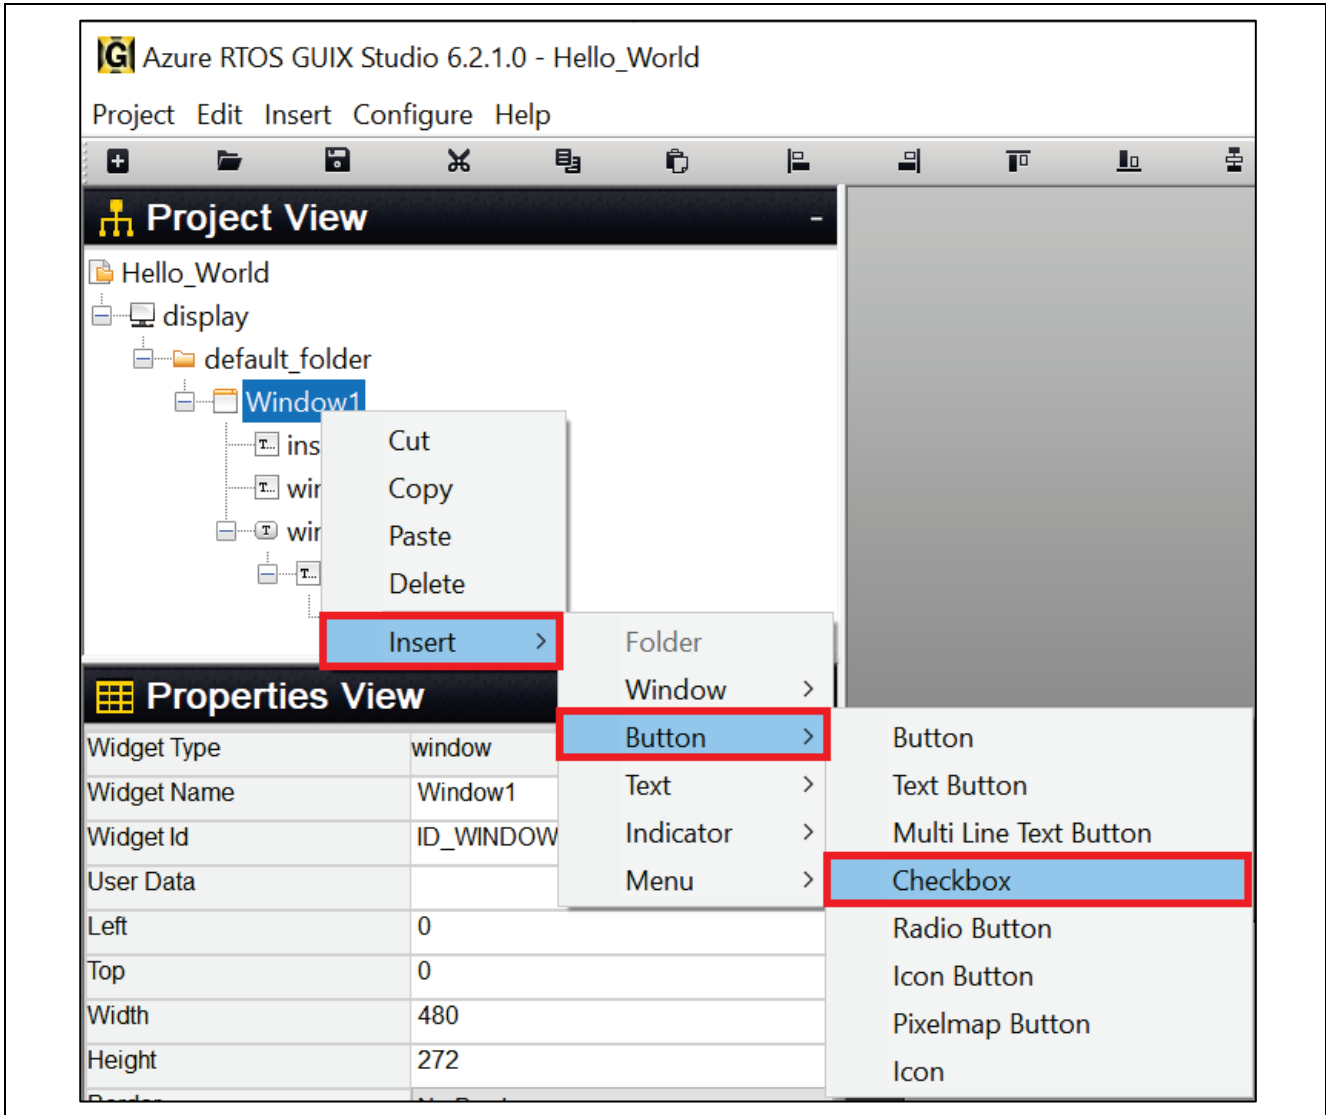 Azure RTOS GUIX Studio 6.2.1.0 - Hello_World
Project Edit Insert Configure Help
Project View
Hello_World
display
default_folder
Window1
ins
Cut
Copy
Paste
Delete
Insert
Folder
Window
Button
Text
Indicator
Menu
Button
Text Button
Multi Line Text Button
Checkbox
Radio Button
Icon Button
Pixelmap Button
Icon
Properties View
Widget Type window
Widget Name Window1
Widget Id ID_WINDOW
User Data
Left 0
Top 0
Width 480
Height 272